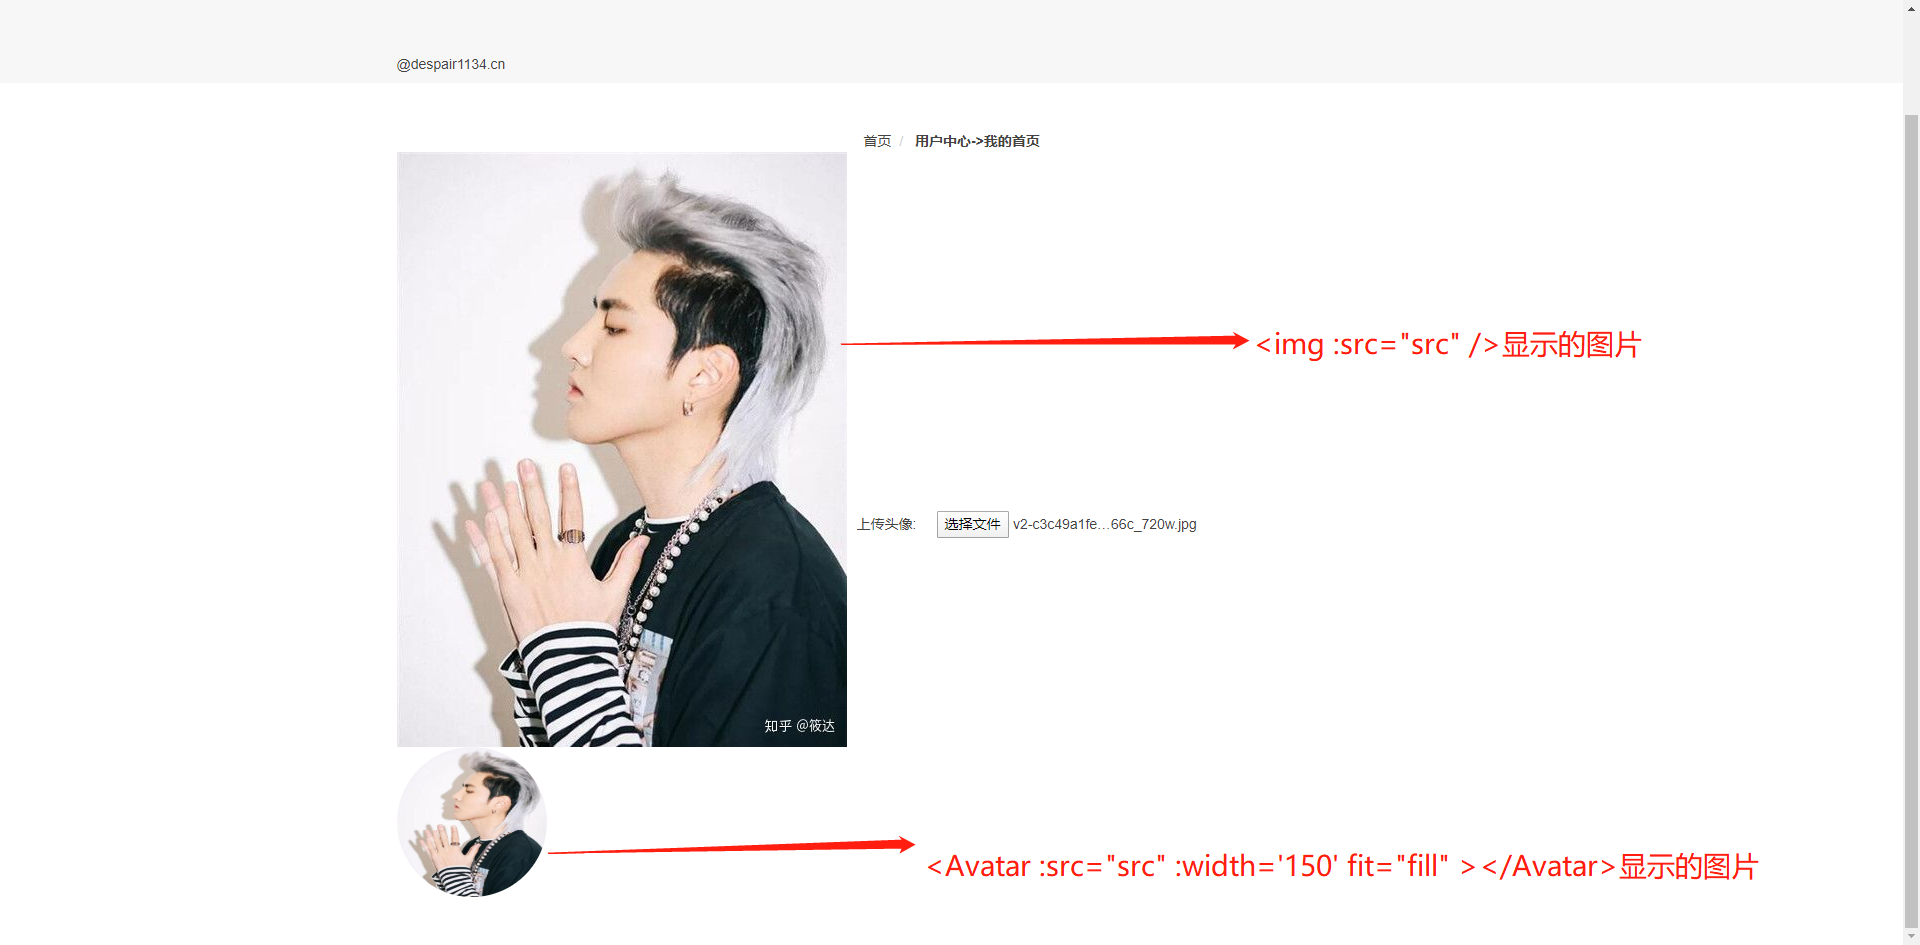 @despair1134.cn
首页 / 用户中心->我的首页
<img :src="src" />显示的图片
上传头像: 选择文件 v2-c3c49a1fe...66c_720w.jpg
知乎 @筱达
<Avatar :src="src" :width='150' fit="fill" ></Avatar>显示的图片